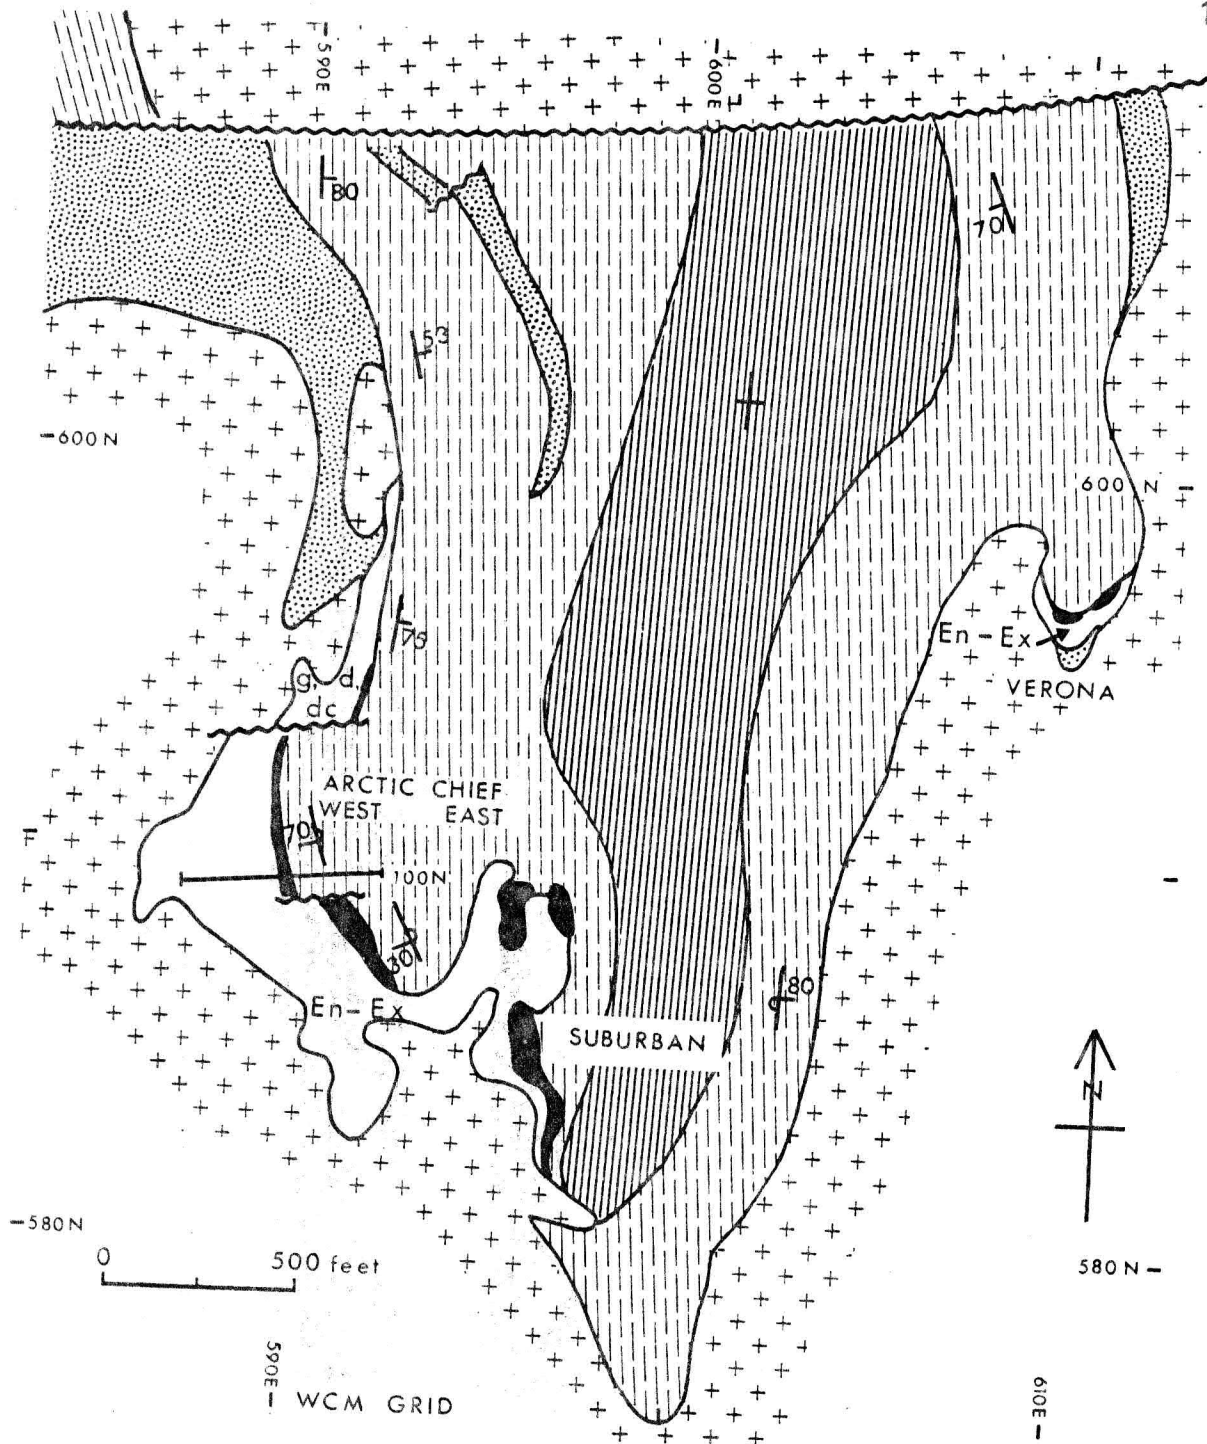 590E
600E
80
70
53
600N
600 N
75
En - Ex
VERONA
g, d,
dc
ARCTIC CHIEF
WEST EAST
70
100N
30
80
En - Ex
SUBURBAN
N
580N
0 500 feet
580N
590E
WCM GRID
610E